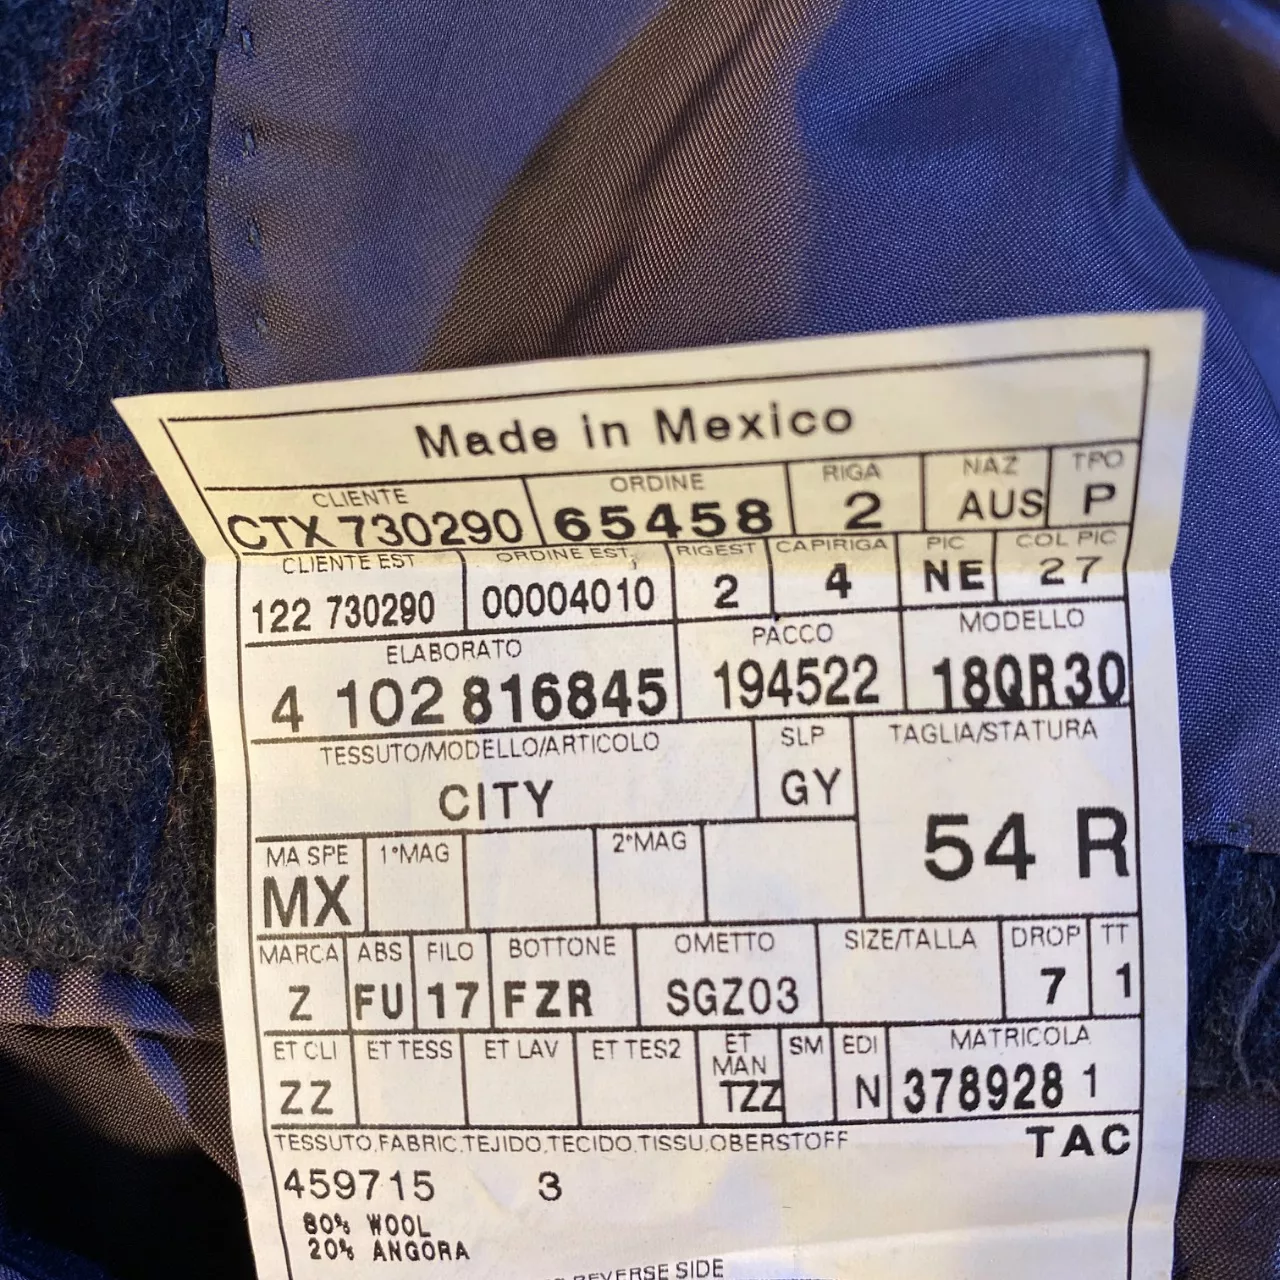 Made in Mexico
CLIENTE ORDINE RIGA NAZ TPO
CTX 730290 65458 2 AUS P
CLIENTE EST ORDINE EST. RIGEST CAPIRIGA PIC COL PIC
122 730290 00004010 2 4 NE 27
ELABORATO PACCO MODELLO
4 102 816845 194522 18QR30
TESSUTO/MODELLO/ARTICOLO SLP TAGLIA/STATURA
CITY GY 54 R
MA SPE 1°MAG 2°MAG
MX
MARCA ABS FILO BOTTONE OMETTO SIZE/TALLA DROP TT
Z FU 17 FZR SGZ03 7 1
ET CLI ET TESS ET LAV ET TES2 ET MAN SM EDI MATRICOLA
ZZ TZZ N 378928 1
TESSUTO,FABRIC,TEJIDO,TECIDO,TISSU,OBERSTOFF TAC
459715 3
80% WOOL
20% ANGORA
REVERSE SIDE